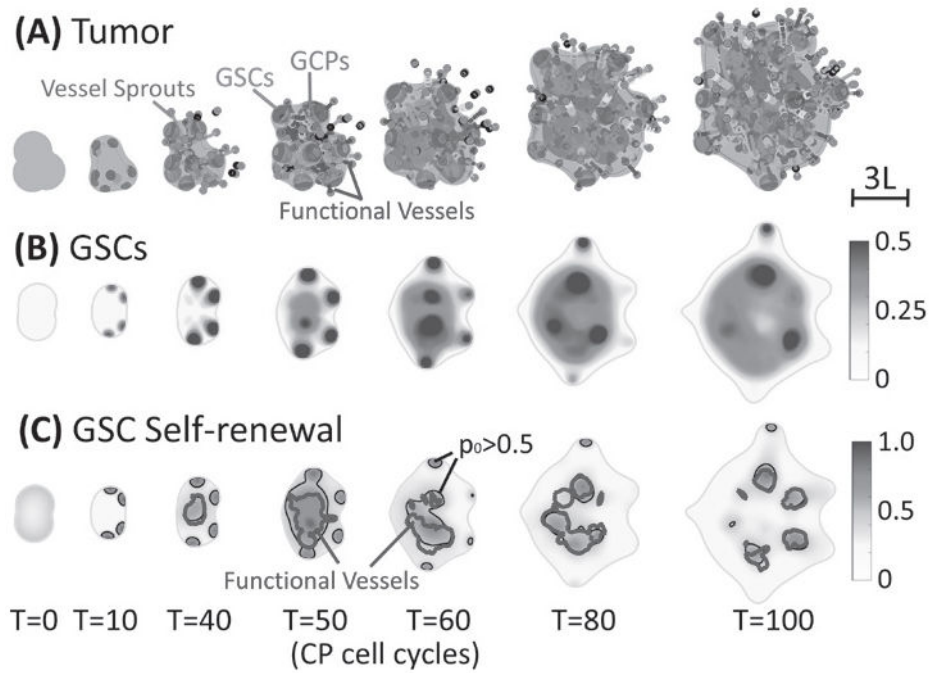 (A) Tumor
Vessel Sprouts
GSCs
GCPs
Functional Vessels
3L
(B) GSCs
0.5
0.25
0
(C) GSC Self-renewal
p₀>0.5
Functional Vessels
1.0
0.5
0
T=0 T=10 T=40 T=50 T=60 T=80 T=100
(CP cell cycles)